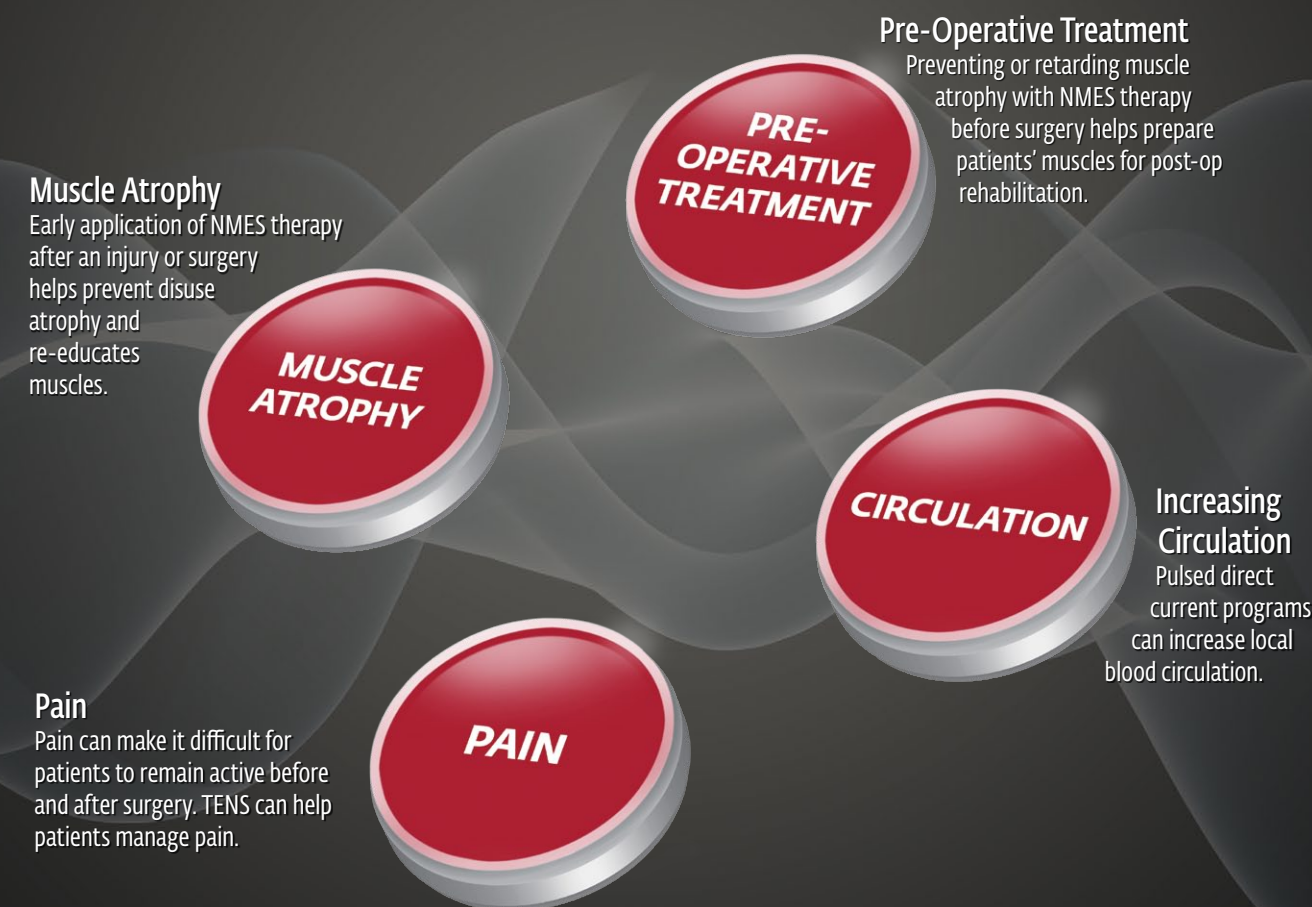 Pre-Operative Treatment
Preventing or retarding muscle
atrophy with NMES therapy
before surgery helps prepare
patients’ muscles for post-op
rehabilitation.
PRE-
OPERATIVE
TREATMENT
Muscle Atrophy
Early application of NMES therapy
after an injury or surgery
helps prevent disuse
atrophy and
re-educates
muscles.
MUSCLE
ATROPHY
CIRCULATION
Increasing
Circulation
Pulsed direct
current programs
can increase local
blood circulation.
Pain
Pain can make it difficult for
patients to remain active before
and after surgery. TENS can help
patients manage pain.
PAIN